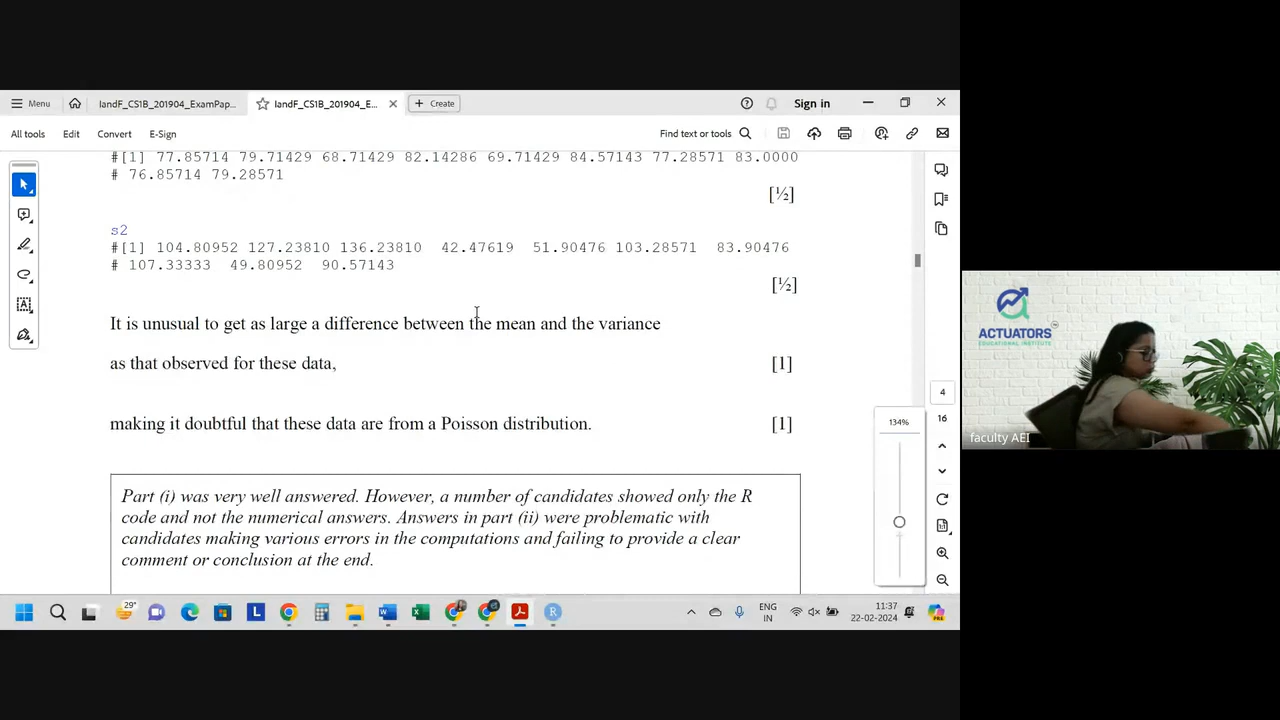 Menu
IandF_CS1B_201904_ExamPap...
IandF_CS1B_201904_E...
Create
Sign in
All tools
Edit
Convert
E-Sign
Find text or tools
#[1] 77.85714 79.71429 68.71429 82.14286 69.71429 84.57143 77.28571 83.0000
# 76.85714 79.28571
[½]
s2
#[1] 104.80952 127.23810 136.23810 42.47619 51.90476 103.28571 83.90476
# 107.33333 49.80952 90.57143
[½]
It is unusual to get as large a difference between the mean and the variance
as that observed for these data,
[1]
making it doubtful that these data are from a Poisson distribution.
[1]
Part (i) was very well answered. However, a number of candidates showed only the R
code and not the numerical answers. Answers in part (ii) were problematic with
candidates making various errors in the computations and failing to provide a clear
comment or conclusion at the end.
4
16
134%
29°
ENG
IN
11:37
22-02-2024
ACTUATORS
EDUCATIONAL INSTITUTE
faculty AEI